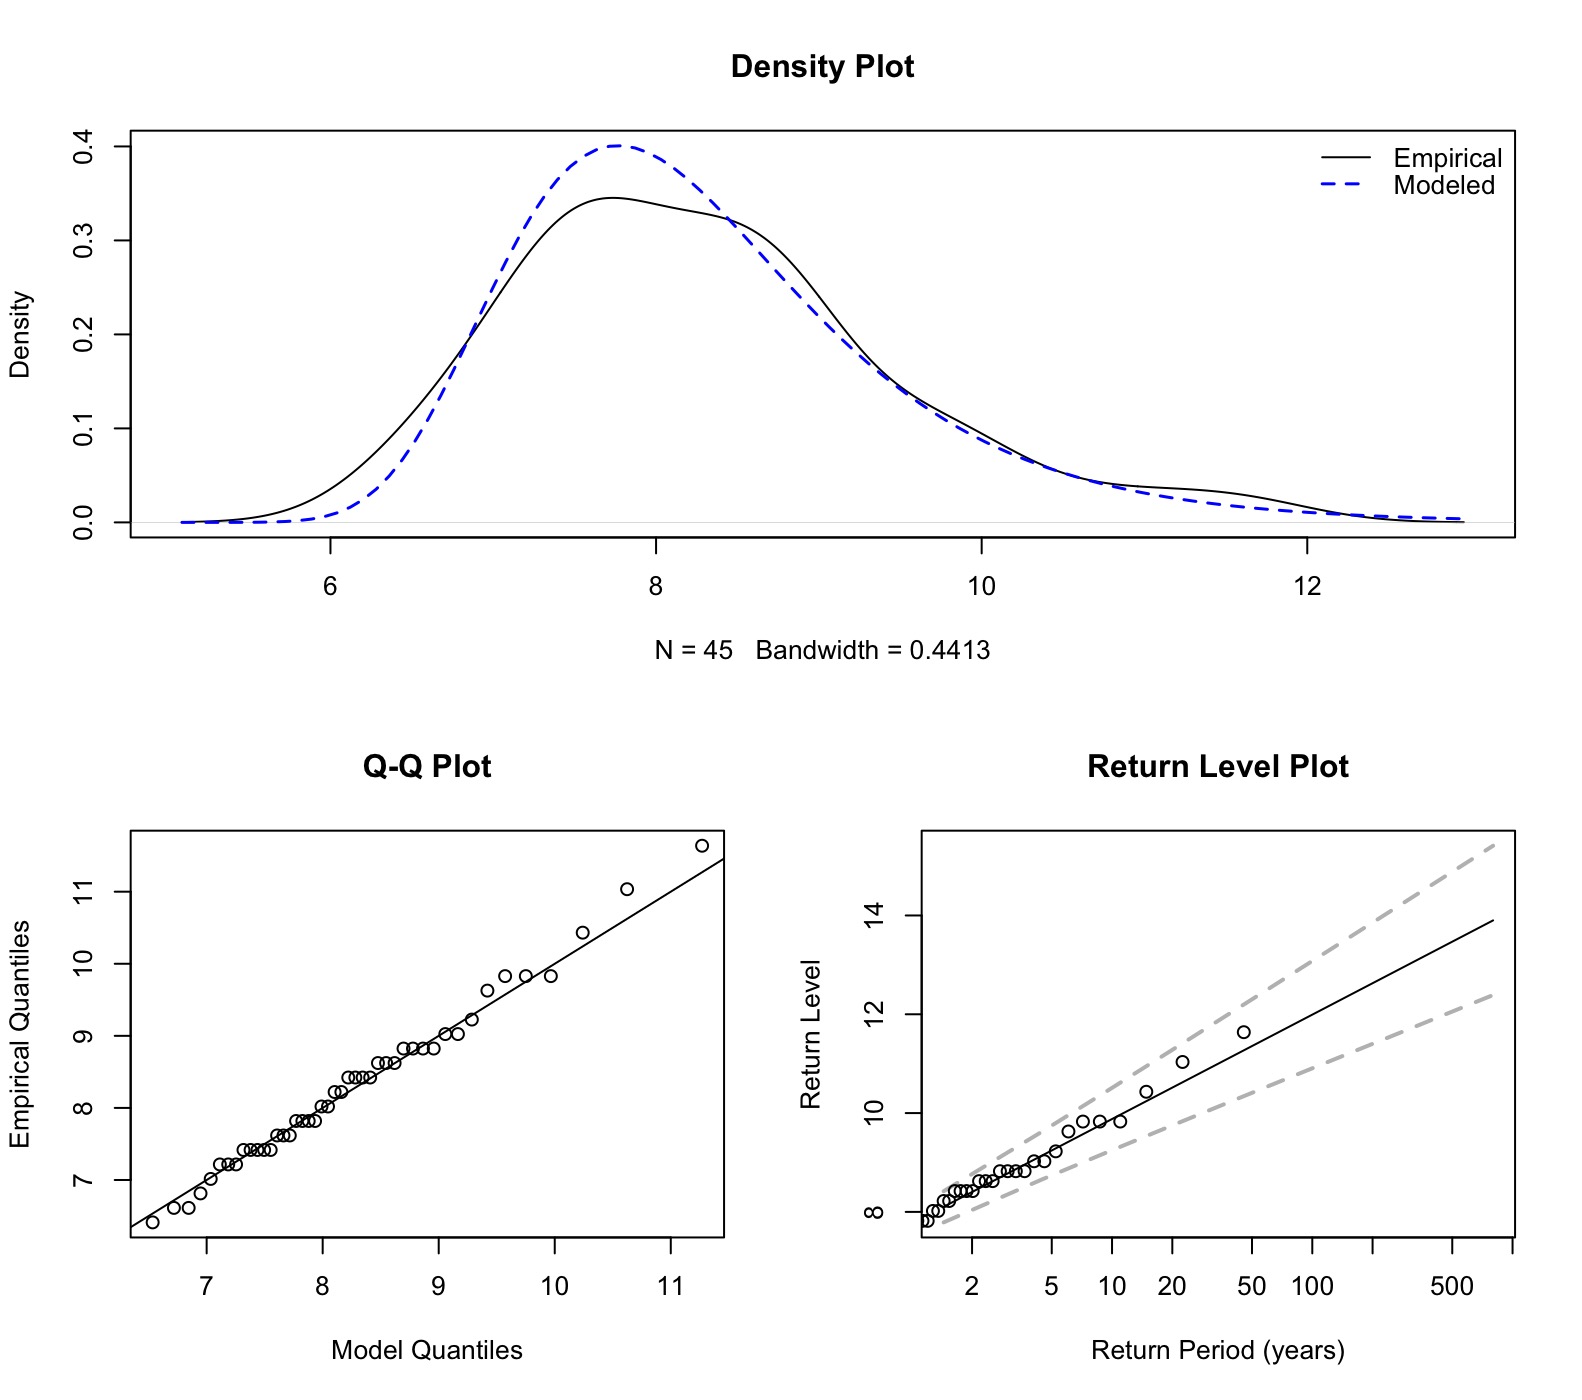 Density Plot
Empirical
Modeled
Density
0.0 0.1 0.2 0.3 0.4
6 8 10 12
N = 45 Bandwidth = 0.4413
Q-Q Plot
Empirical Quantiles
7 8 9 10 11
7 8 9 10 11
Model Quantiles
Return Level Plot
Return Level
8 10 12 14
2 5 10 20 50 100 500
Return Period (years)